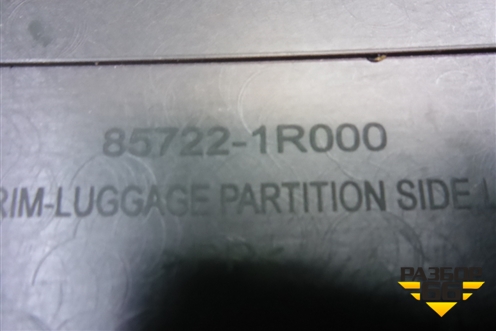 85722-1R000
RIM-LUGGAGE PARTITION SIDE L
РАЗБОР